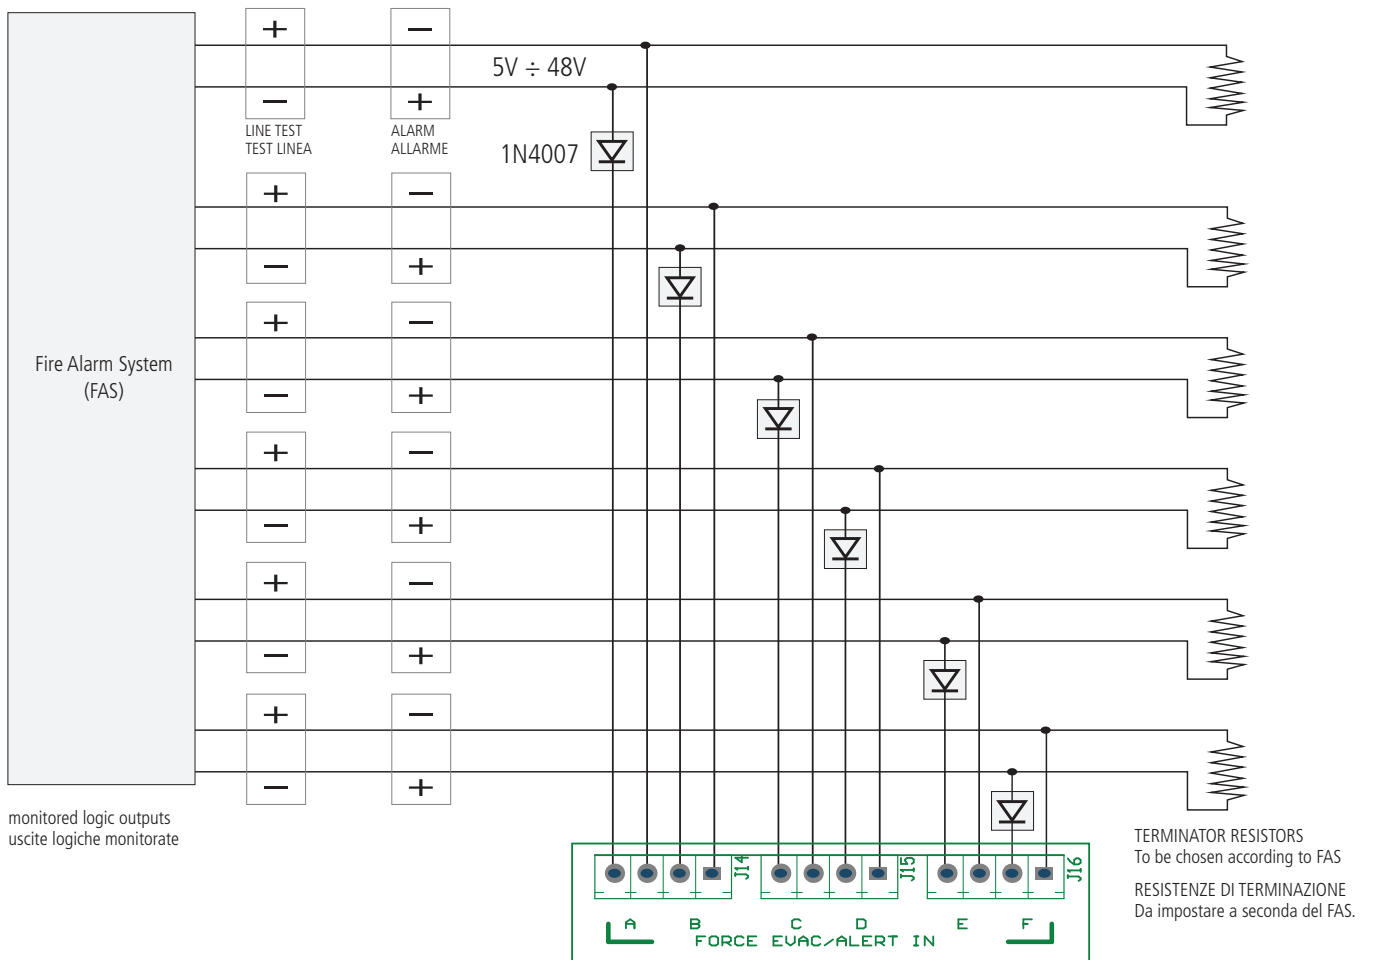 + −
5V ÷ 48V
− +
LINE TEST
TEST LINEA
ALARM
ALLARME
1N4007
+ −
− +
+ −
− +
Fire Alarm System
(FAS)
+ −
− +
+ −
− +
+ −
− +
monitored logic outputs
uscite logiche monitorate
TERMINATOR RESISTORS
To be chosen according to FAS
RESISTENZE DI TERMINAZIONE
Da impostare a seconda del FAS.
J14
J15
J16
A B C D E F
FORCE EVAC/ALERT IN